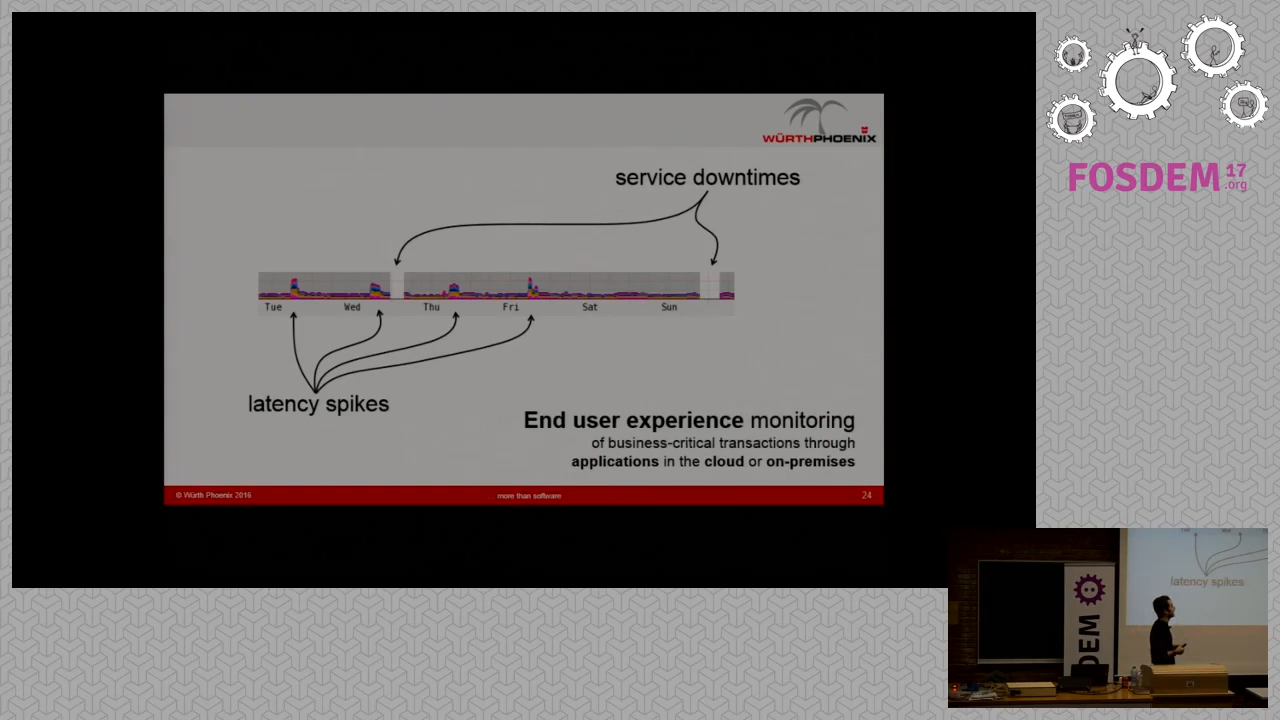 WÜRTHPHOENIX
service downtimes
Tue Wed Thu Fri Sat Sun
latency spikes
End user experience monitoring
of business-critical transactions through
applications in the cloud or on-premises
© Würth Phoenix 2016
... more than software
24
FOSDEM 17
.org
latency spikes
DEM